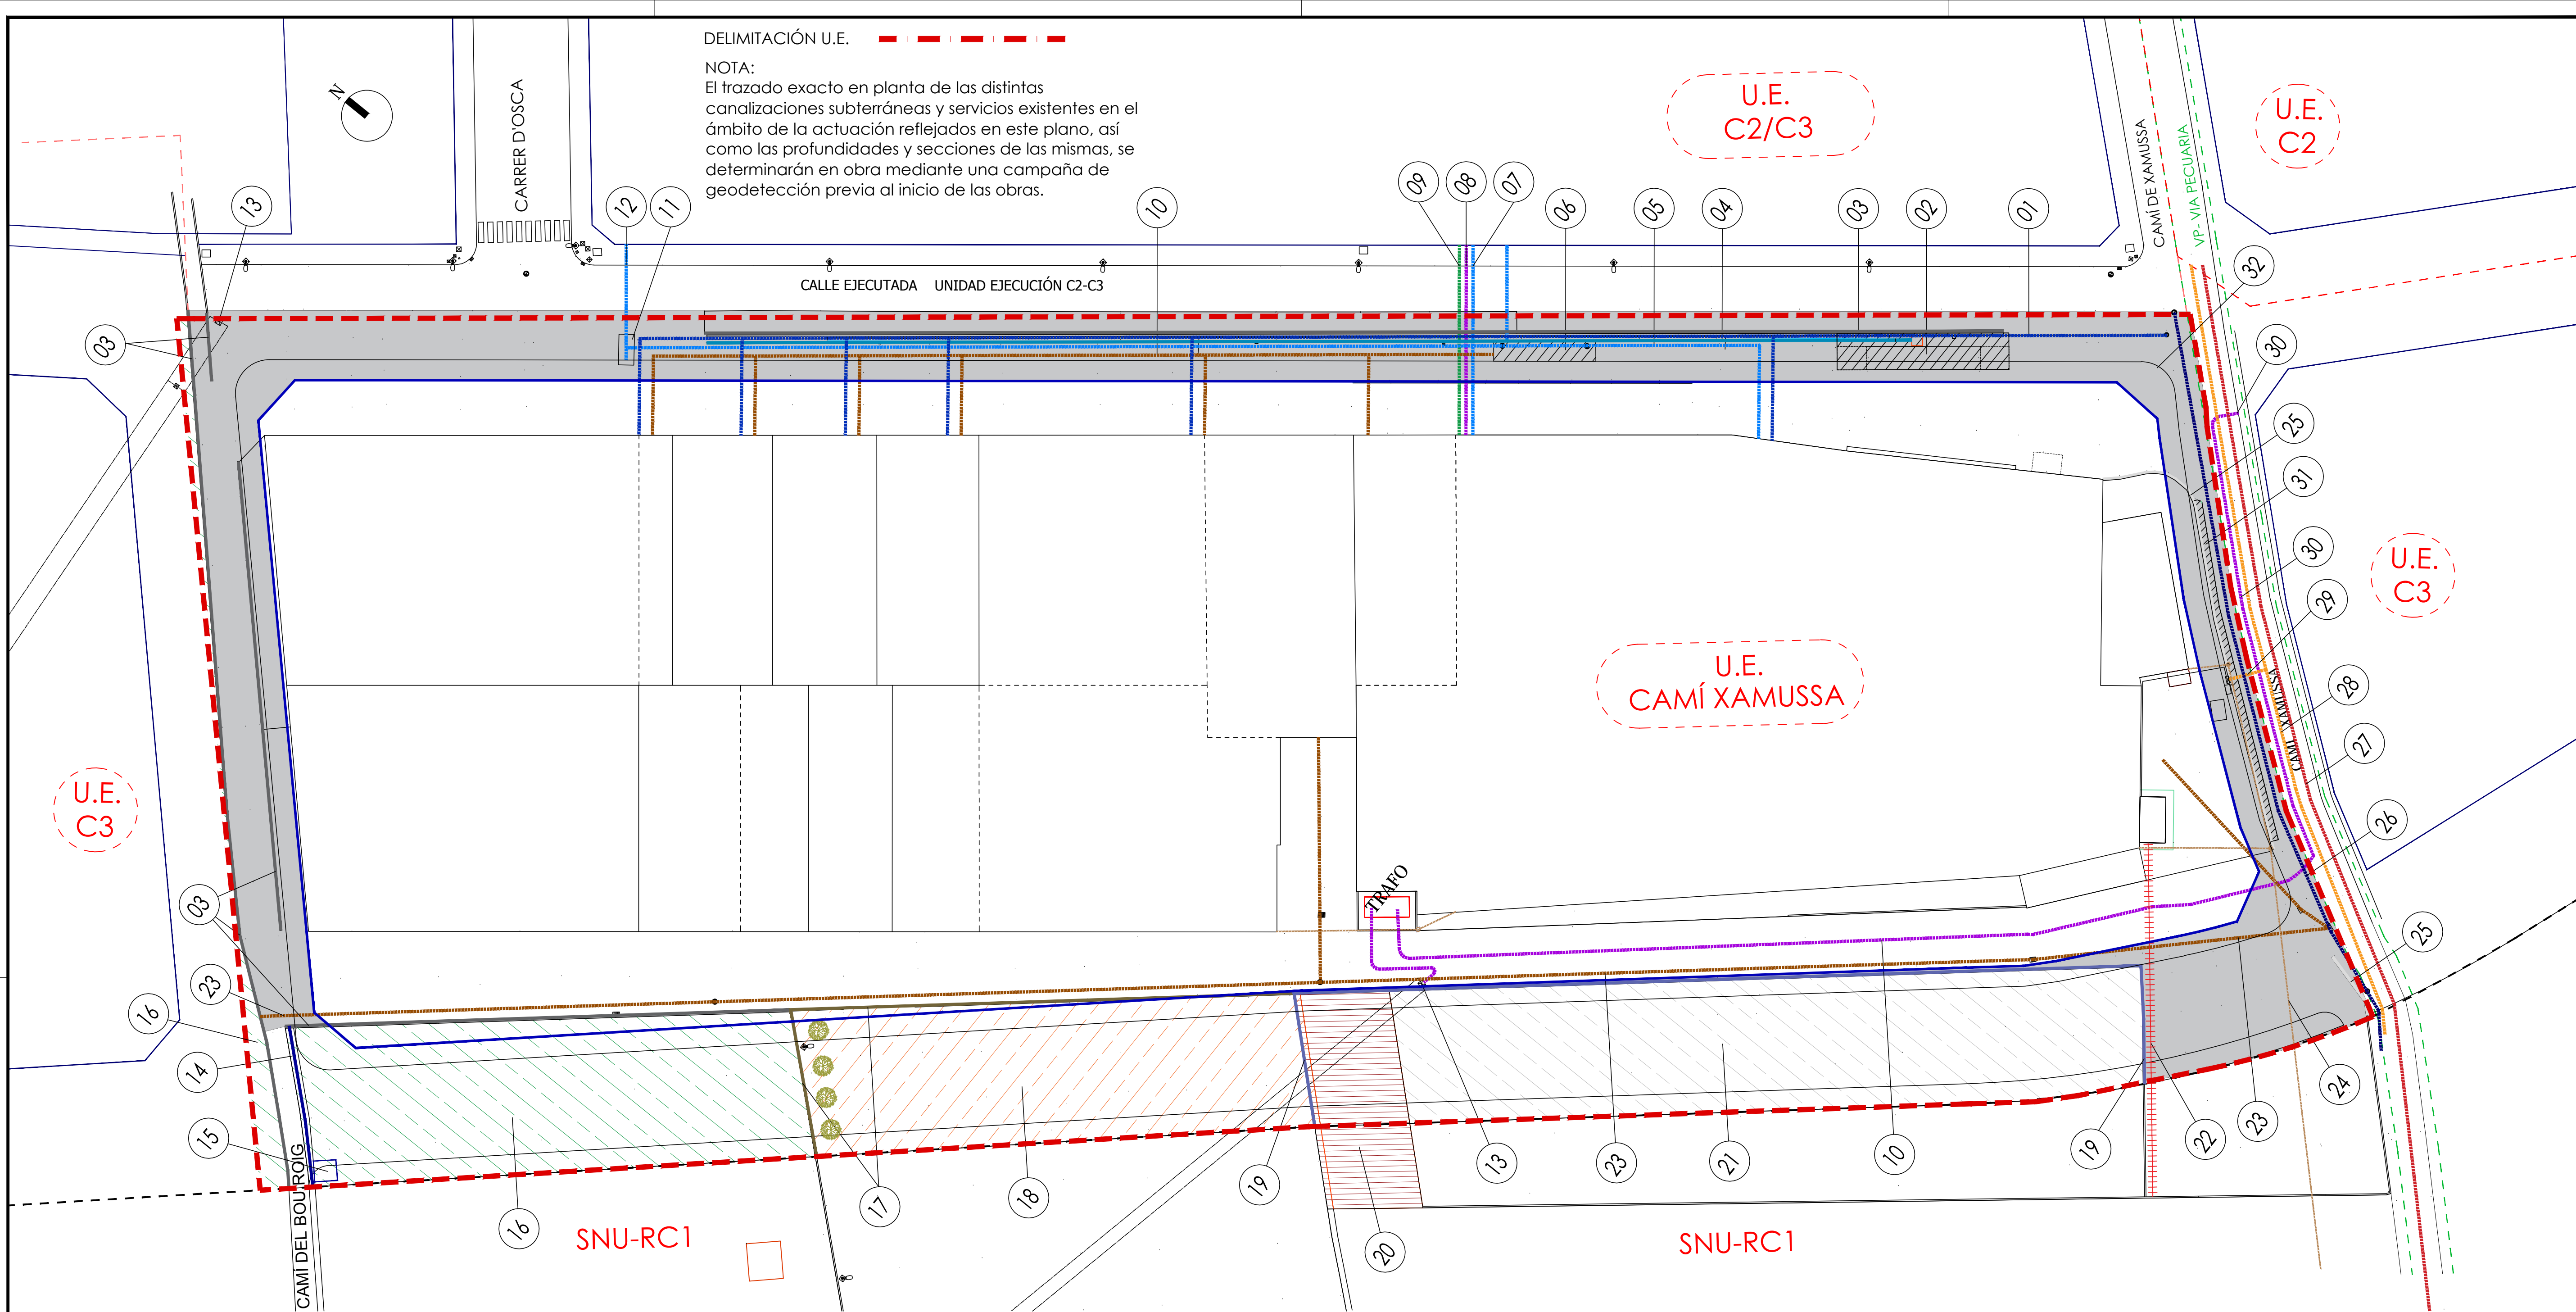 DELIMITACIÓN U.E.
NOTA:
El trazado exacto en planta de las distintas
canalizaciones subterráneas y servicios existentes en el
ámbito de la actuación reflejados en este plano, así
como las profundidades y secciones de las mismas, se
determinarán en obra mediante una campaña de
geodetección previa al inicio de las obras.
N
CARRER D'OSCA
U.E.
C2/C3
U.E.
C2
CAMÍ DE XAMUSSA
VP- VIA PECUARIA
13
12
11
10
09
08
07
06
05
04
03
02
01
32
CALLE EJECUTADA UNIDAD EJECUCIÓN C2-C3
03
30
25
31
30
29
28
27
26
25
U.E.
C3
U.E.
CAMÍ XAMUSSA
CAMÍ XAMUSSA
U.E.
C3
TRAFO
03
23
16
14
15
CAMÍ DEL BOU ROIG
16
17
18
19
20
13
23
21
10
19
22
23
24
SNU-RC1
SNU-RC1